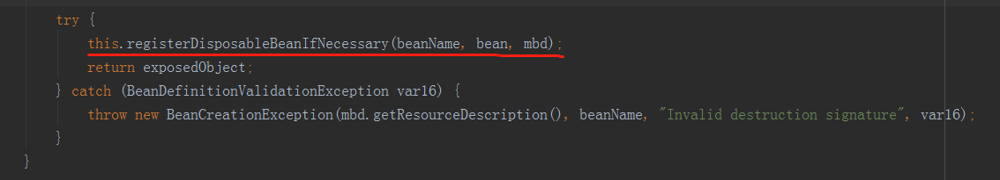 try {
this.registerDisposableBeanIfNecessary(beanName, bean, mbd);
return exposedObject;
} catch (BeanDefinitionValidationException var16) {
throw new BeanCreationException(mbd.getResourceDescription(), beanName, "Invalid destruction signature", var16);
}
}